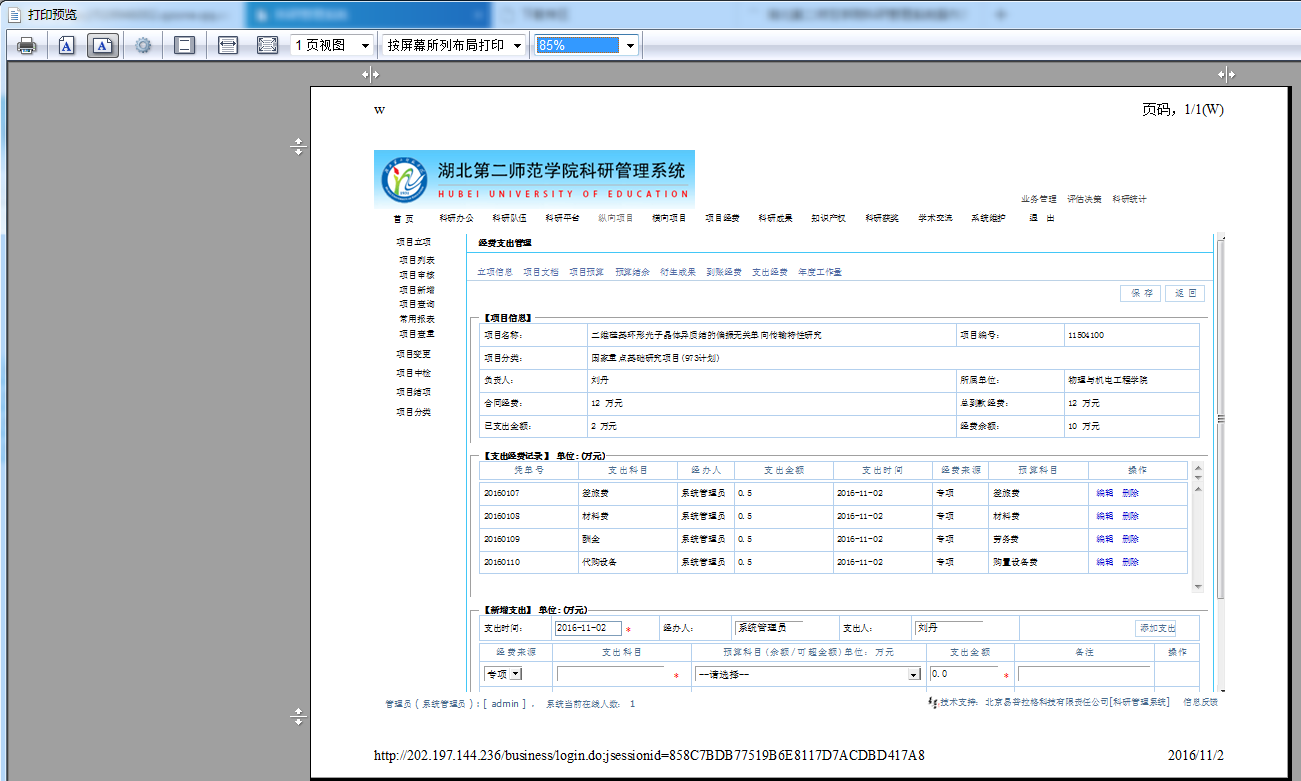 打印预览
1 页视图 按屏幕所列布局打印 85%
w 页码，1/1(W)
湖北第二师范学院科研管理系统
HUBEI UNIVERSITY OF EDUCATION
业务管理 评估决策 科研统计
首 页 科研办公 科研队伍 科研平台 纵向项目 横向项目 项目经费 科研成果 知识产权 科研获奖 学术交流 系统维护 退 出
项目立项
项目列表
项目审核
项目新增
项目查询
常用报表
项目查重
项目变更
项目中检
项目结项
项目分类
经费支出管理
立项信息 项目文档 项目预算 预算结余 衍生成果 到账经费 支出经费 年度工作量
保 存 返 回
【项目信息】
项目名称： 二维硅基环形光子晶体异质结的偏振无关单向传输特性研究 项目编号： 11504100
项目分类： 国家重点基础研究项目(973计划)
负责人： 刘丹 所属单位： 物理与机电工程学院
合同经费： 12 万元 总到款经费： 12 万元
已支出金额： 2 万元 经费余额： 10 万元
【支出经费记录】 单位：(万元)
凭单号 支出科目 经办人 支出金额 支出时间 经费来源 预算科目 操作
20160107 差旅费 系统管理员 0.5 2016-11-02 专项 差旅费 编辑 删除
20160108 材料费 系统管理员 0.5 2016-11-02 专项 材料费 编辑 删除
20160109 酬金 系统管理员 0.5 2016-11-02 专项 劳务费 编辑 删除
20160110 代购设备 系统管理员 0.5 2016-11-02 专项 购置设备费 编辑 删除
【新增支出】 单位：(万元)
支出时间： 2016-11-02 * 经办人： 系统管理员 支出人： 刘丹 添加支出
经费来源 支出科目 预算科目(余额/可超金额)单位：万元 支出金额 备注 操作
专项 * --请选择-- 0.0 *
管理员 ( 系统管理员 ) : [ admin ] . 系统当前在线人数： 1 技术支持： 北京易普拉格科技有限责任公司[科研管理系统] 信息反馈
http://202.197.144.236/business/login.do;jsessionid=858C7BDB77519B6E8117D7ACDBD417A8 2016/11/2